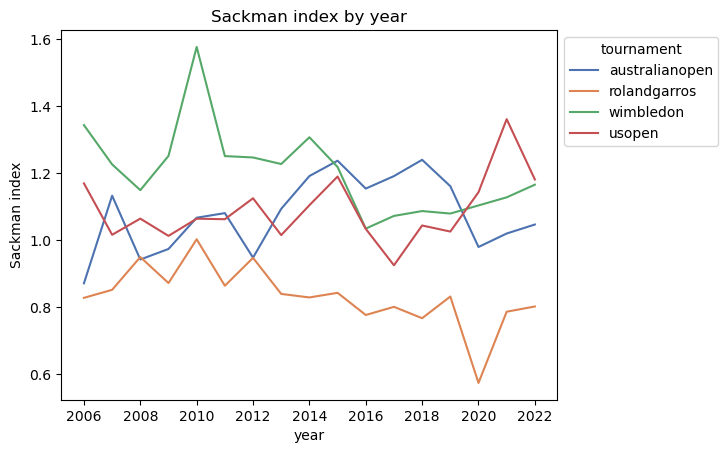 Sackman index by year
Sackman index
1.6
1.4
1.2
1.0
0.8
0.6
2006 2008 2010 2012 2014 2016 2018 2020 2022
year
tournament
australianopen
rolandgarros
wimbledon
usopen